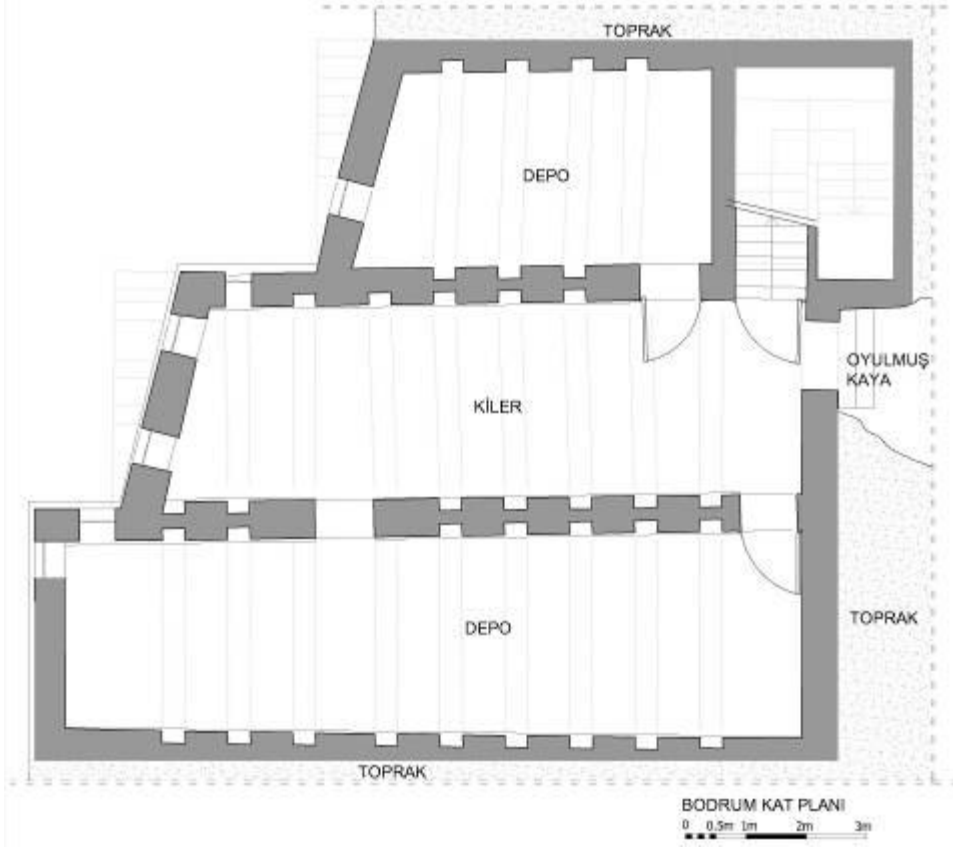 TOPRAK
DEPO
OYULMUŞ
KAYA
KİLER
TOPRAK
DEPO
TOPRAK
BODRUM KAT PLANI
0 0.5m 1m 2m 3m